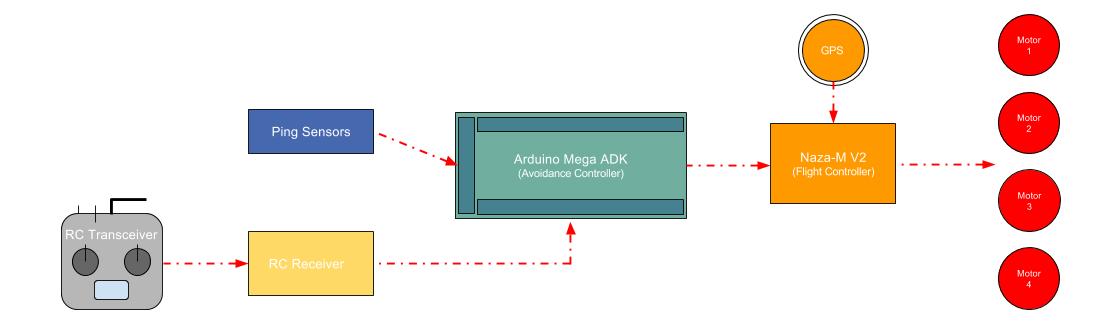 GPS
Motor
1
Motor
2
Ping Sensors
Arduino Mega ADK
(Avoidance Controller)
Naza-M V2
(Flight Controller)
Motor
3
RC Transceiver
RC Receiver
Motor
4